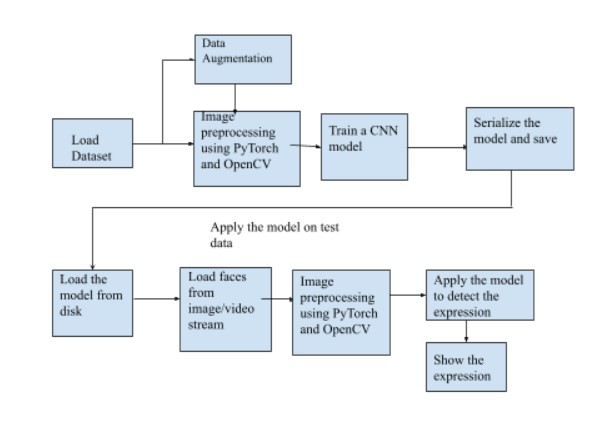 Data
Augmentation
Load
Dataset
Image
preprocessing
using PyTorch
and OpenCV
Train a CNN
model
Serialize the
model and save
Apply the model on test
data
Load the
model from
disk
Load faces
from
image/video
stream
Image
preprocessing
using PyTorch
and OpenCV
Apply the model
to detect the
expression
Show the
expression